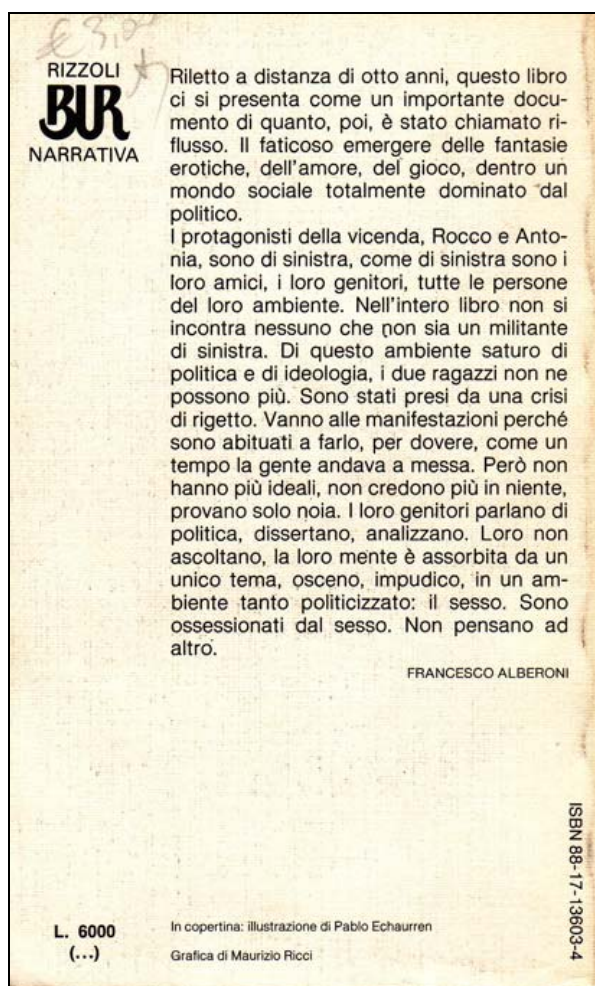 € 3,00
RIZZOLI
BUR
NARRATIVA
Riletto a distanza di otto anni, questo libro
ci si presenta come un importante docu-
mento di quanto, poi, è stato chiamato ri-
flusso. Il faticoso emergere delle fantasie
erotiche, dell'amore, del gioco, dentro un
mondo sociale totalmente dominato dal
politico.
I protagonisti della vicenda, Rocco e Anto-
nia, sono di sinistra, come di sinistra sono i
loro amici, i loro genitori, tutte le persone
del loro ambiente. Nell'intero libro non si
incontra nessuno che non sia un militante
di sinistra. Di questo ambiente saturo di
politica e di ideologia, i due ragazzi non ne
possono più. Sono stati presi da una crisi
di rigetto. Vanno alle manifestazioni perché
sono abituati a farlo, per dovere, come un
tempo la gente andava a messa. Però non
hanno più ideali, non credono più in niente,
provano solo noia. I loro genitori parlano di
politica, dissertano, analizzano. Loro non
ascoltano, la loro mente è assorbita da un
unico tema, osceno, impudico, in un am-
biente tanto politicizzato: il sesso. Sono
ossessionati dal sesso. Non pensano ad
altro.
FRANCESCO ALBERONI
ISBN 88-17-13603-4
L. 6000
(...)
In copertina: illustrazione di Pablo Echaurren
Grafica di Maurizio Ricci